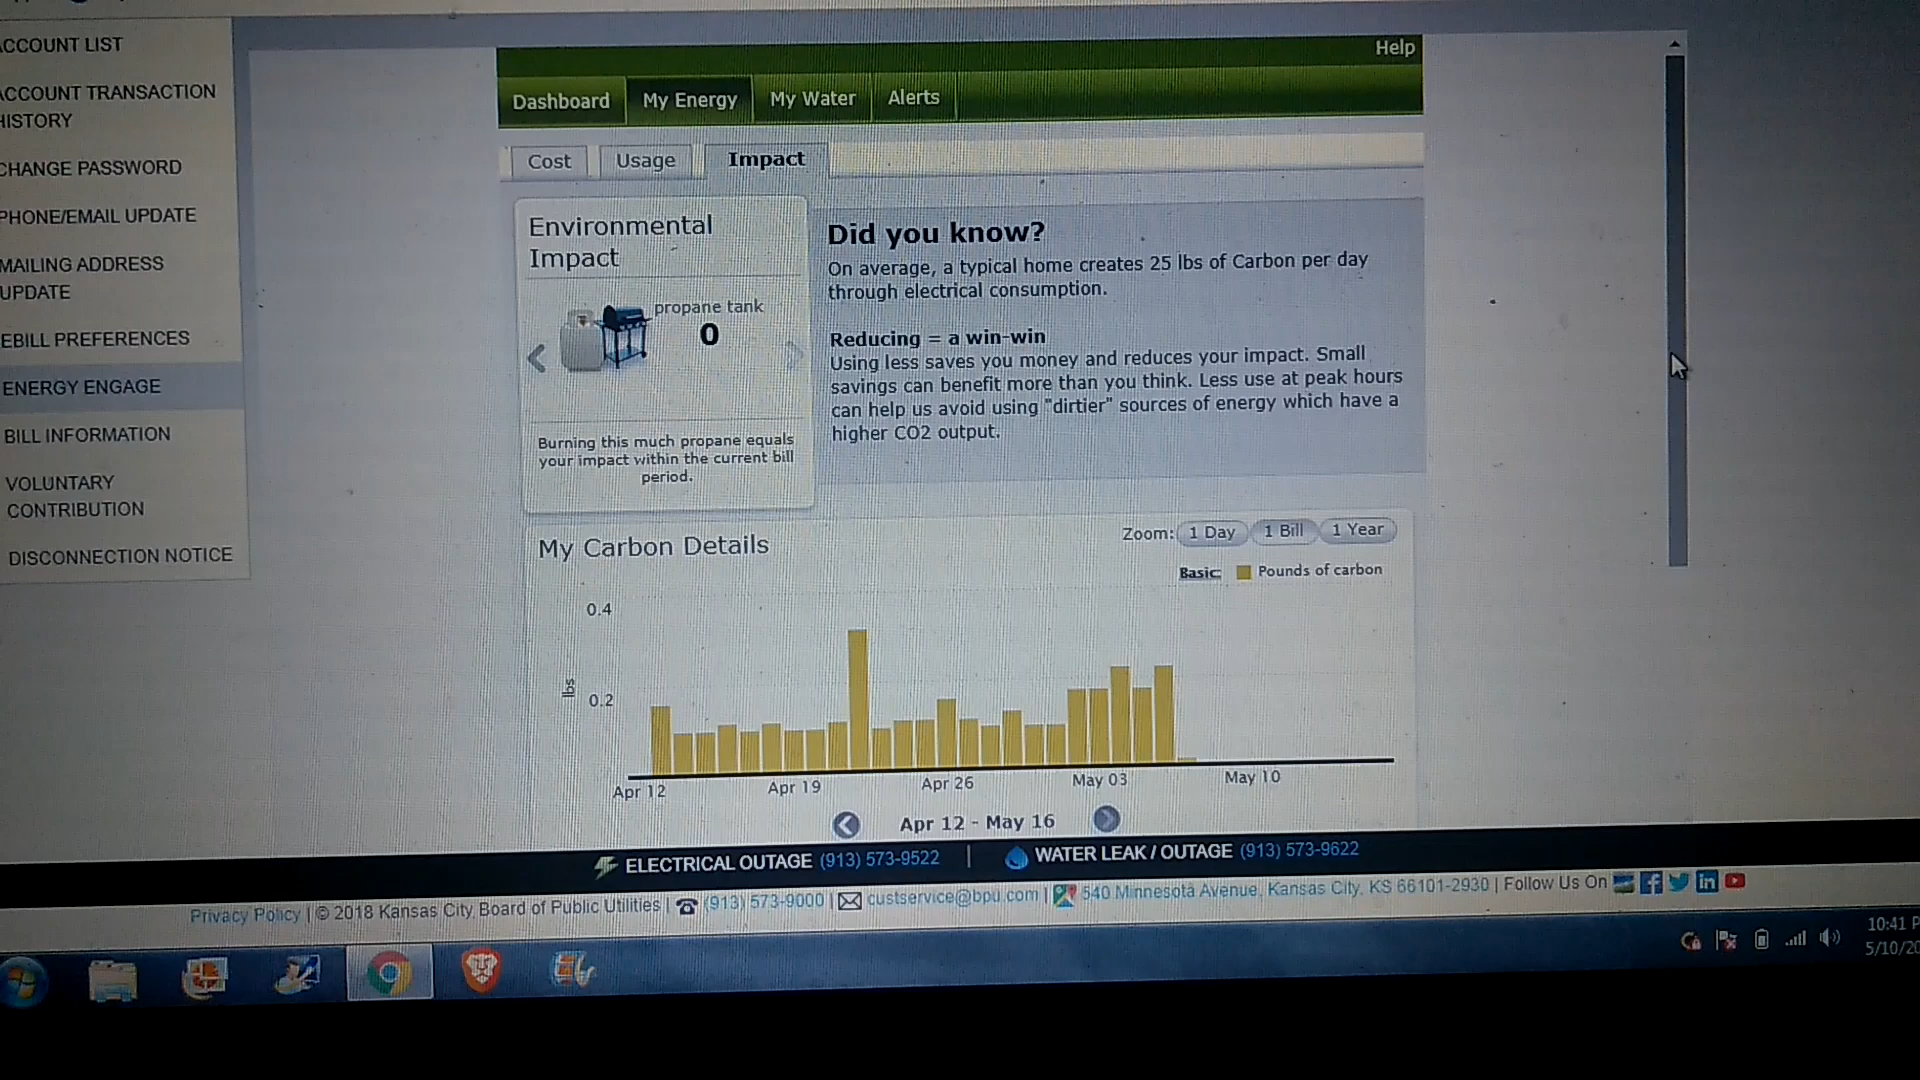 ACCOUNT LIST
ACCOUNT TRANSACTION
HISTORY
CHANGE PASSWORD
PHONE/EMAIL UPDATE
MAILING ADDRESS
UPDATE
EBILL PREFERENCES
ENERGY ENGAGE
BILL INFORMATION
VOLUNTARY
CONTRIBUTION
DISCONNECTION NOTICE
Help
Dashboard My Energy My Water Alerts
Cost Usage Impact
Environmental
Impact
propane tank
0
Burning this much propane equals
your impact within the current bill
period.
Did you know?
On average, a typical home creates 25 lbs of Carbon per day
through electrical consumption.
Reducing = a win-win
Using less saves you money and reduces your impact. Small
savings can benefit more than you think. Less use at peak hours
can help us avoid using "dirtier" sources of energy which have a
higher CO2 output.
My Carbon Details
Zoom: 1 Day 1 Bill 1 Year
Basic: Pounds of carbon
0.4
lbs
0.2
Apr 12 Apr 19 Apr 26 May 03 May 10
Apr 12 - May 16
ELECTRICAL OUTAGE (913) 573-9522 | WATER LEAK / OUTAGE (913) 573-9622
Privacy Policy | © 2018 Kansas City Board of Public Utilities | (913) 573-9000 | custservice@bpu.com | 540 Minnesota Avenue, Kansas City, KS 66101-2930 | Follow Us On
10:41 P
5/10/20